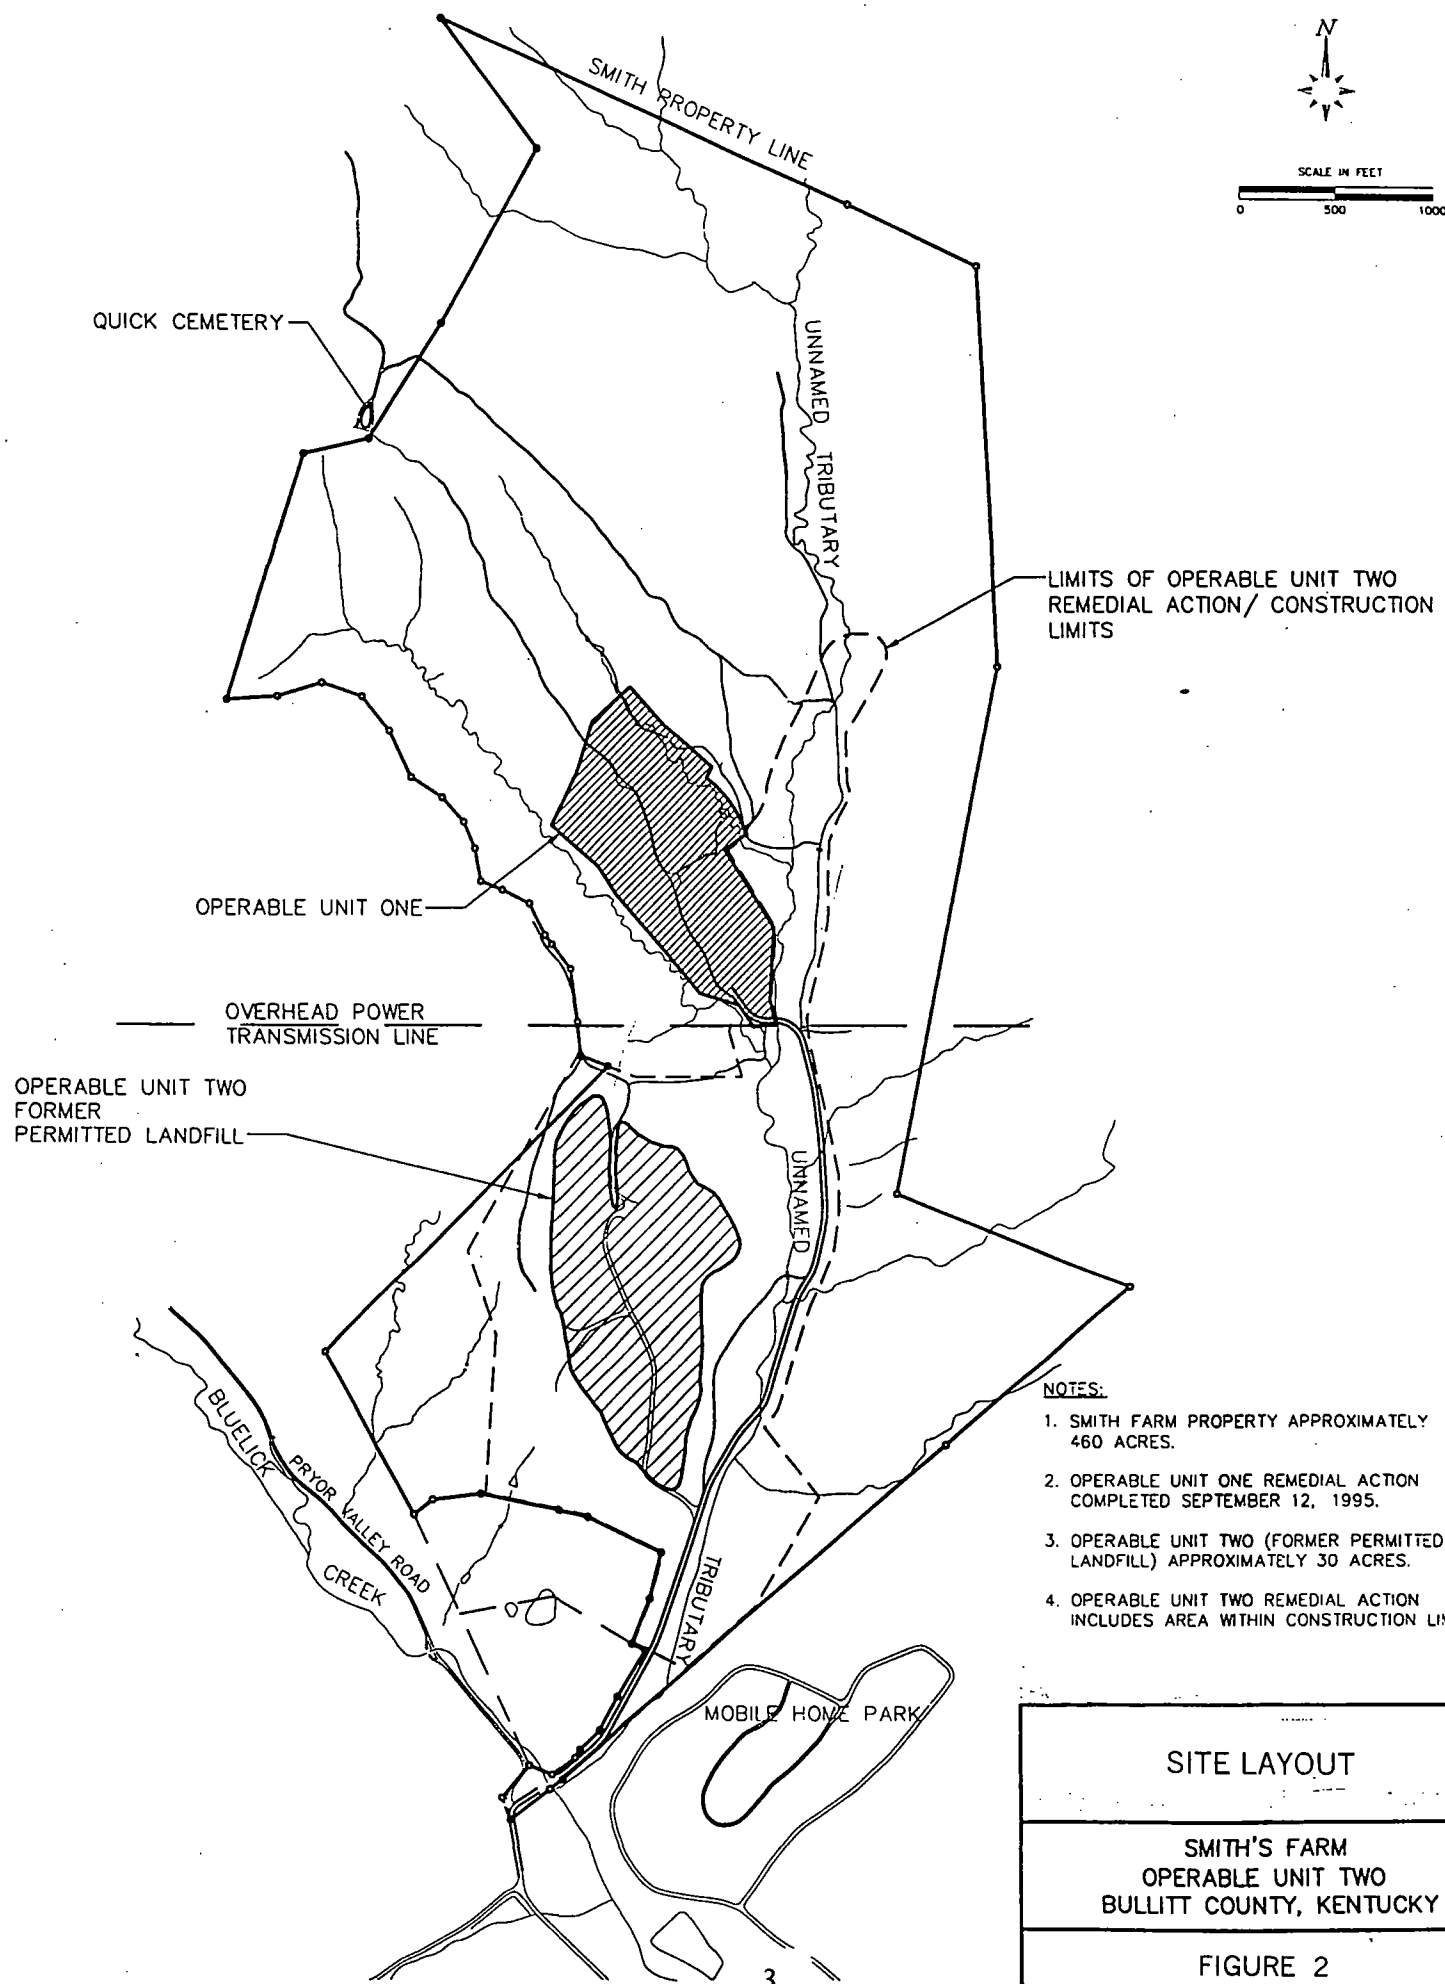 N
SCALE IN FEET
0 500 1000
SMITH PROPERTY LINE
QUICK CEMETERY
UNNAMED TRIBUTARY
LIMITS OF OPERABLE UNIT TWO
REMEDIAL ACTION/ CONSTRUCTION
LIMITS
OPERABLE UNIT ONE
OVERHEAD POWER
TRANSMISSION LINE
OPERABLE UNIT TWO
FORMER
PERMITTED LANDFILL
UNNAMED
TRIBUTARY
BLUELICK
CREEK
PRYOR VALLEY ROAD
MOBILE HOME PARK
NOTES:
1. SMITH FARM PROPERTY APPROXIMATELY
460 ACRES.
2. OPERABLE UNIT ONE REMEDIAL ACTION
COMPLETED SEPTEMBER 12, 1995.
3. OPERABLE UNIT TWO (FORMER PERMITTED
LANDFILL) APPROXIMATELY 30 ACRES.
4. OPERABLE UNIT TWO REMEDIAL ACTION
INCLUDES AREA WITHIN CONSTRUCTION
SITE LAYOUT
SMITH'S FARM
OPERABLE UNIT TWO
BULLITT COUNTY, KENTUCKY
FIGURE 2
3